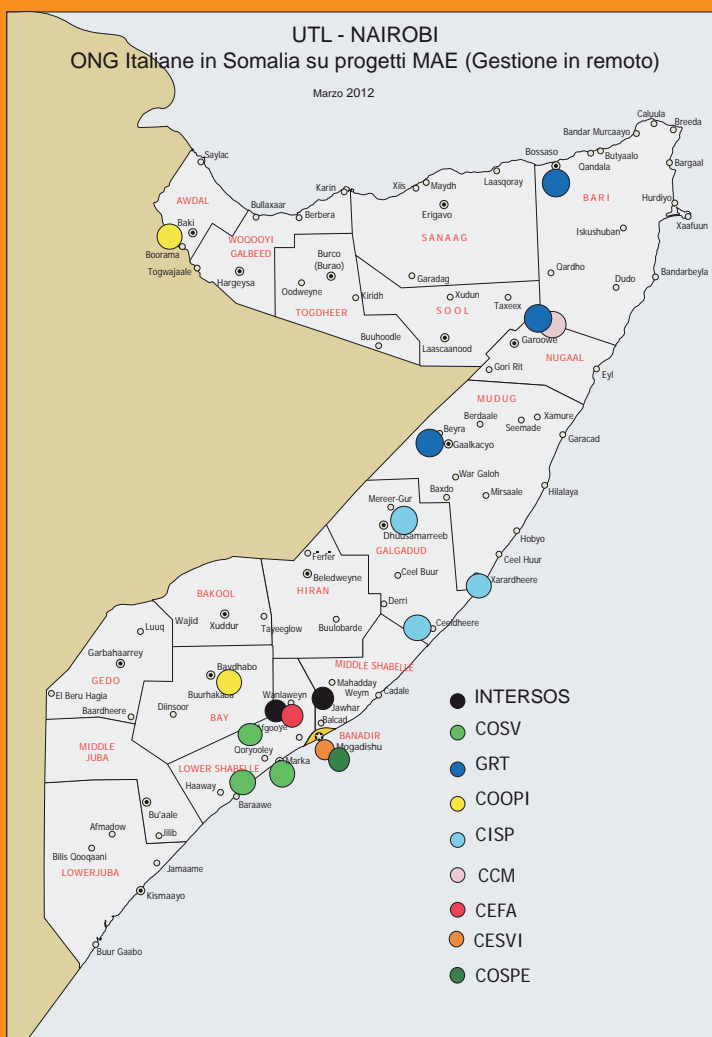 UTL - NAIROBI
ONG Italiane in Somalia su progetti MAE (Gestione in remoto)
Marzo 2012
Caluula
Breeda
Bandar Murcaayo
Bossaso
Butyaalo
Qandala
Bargaal
Saylac
Karin
Xiis
Maydh
Laasqoray
BARI
AWDAL
Bullaxaar
Berbera
Erigavo
Hurdiyo
Xaafuun
Baki
Iskushuban
WOQOOYI
GALBEED
SANAAG
Boorama
Burco
(Burao)
Togwajaale
Hargeysa
Oodweyne
Garadag
Qardho
Bandarbeyla
Dudo
Kiridh
Xudun
Taxeex
TOGDHEER
SOOL
Buuhoodle
Laascaanood
Garoowe
NUGAAL
Gori Rit
Eyl
MUDUG
Berdaale
Xamure
Beyra
Seemade
Gaalkacyo
Garacad
War Galoh
Baxdo
Mirsaale
Hilalaya
Mereer-Gur
Dhuusamarreeb
Hobyo
GALGADUD
Ferfer
Ceel Huur
Beledweyne
Ceel Buur
Xarardheere
BAKOOL
HIRAN
Derri
Wajid
Xuddur
Tayeeglow
Buulobarde
Ceeldheere
Luuq
Garbahaarrey
MIDDLE SHABELLE
Baydhabo
GEDO
Buurhakaba
Mahadday
Weym
El Beru Hagia
Wanlaweyn
Cadale
INTERSOS
Baardheere
Diinsoor
BAY
Jawhar
Balcad
Afgooye
BANADIR
COSV
MIDDLE
JUBA
Qoryooley
Mogadishu
LOWER SHABELLE
Marka
GRT
Haaway
Baraawe
Bu'aale
COOPI
Afmadow
Jilib
CISP
Bilis Qooqaani
Jamaame
LOWERJUBA
CCM
Kismaayo
CEFA
CESVI
Buur Gaabo
COSPE